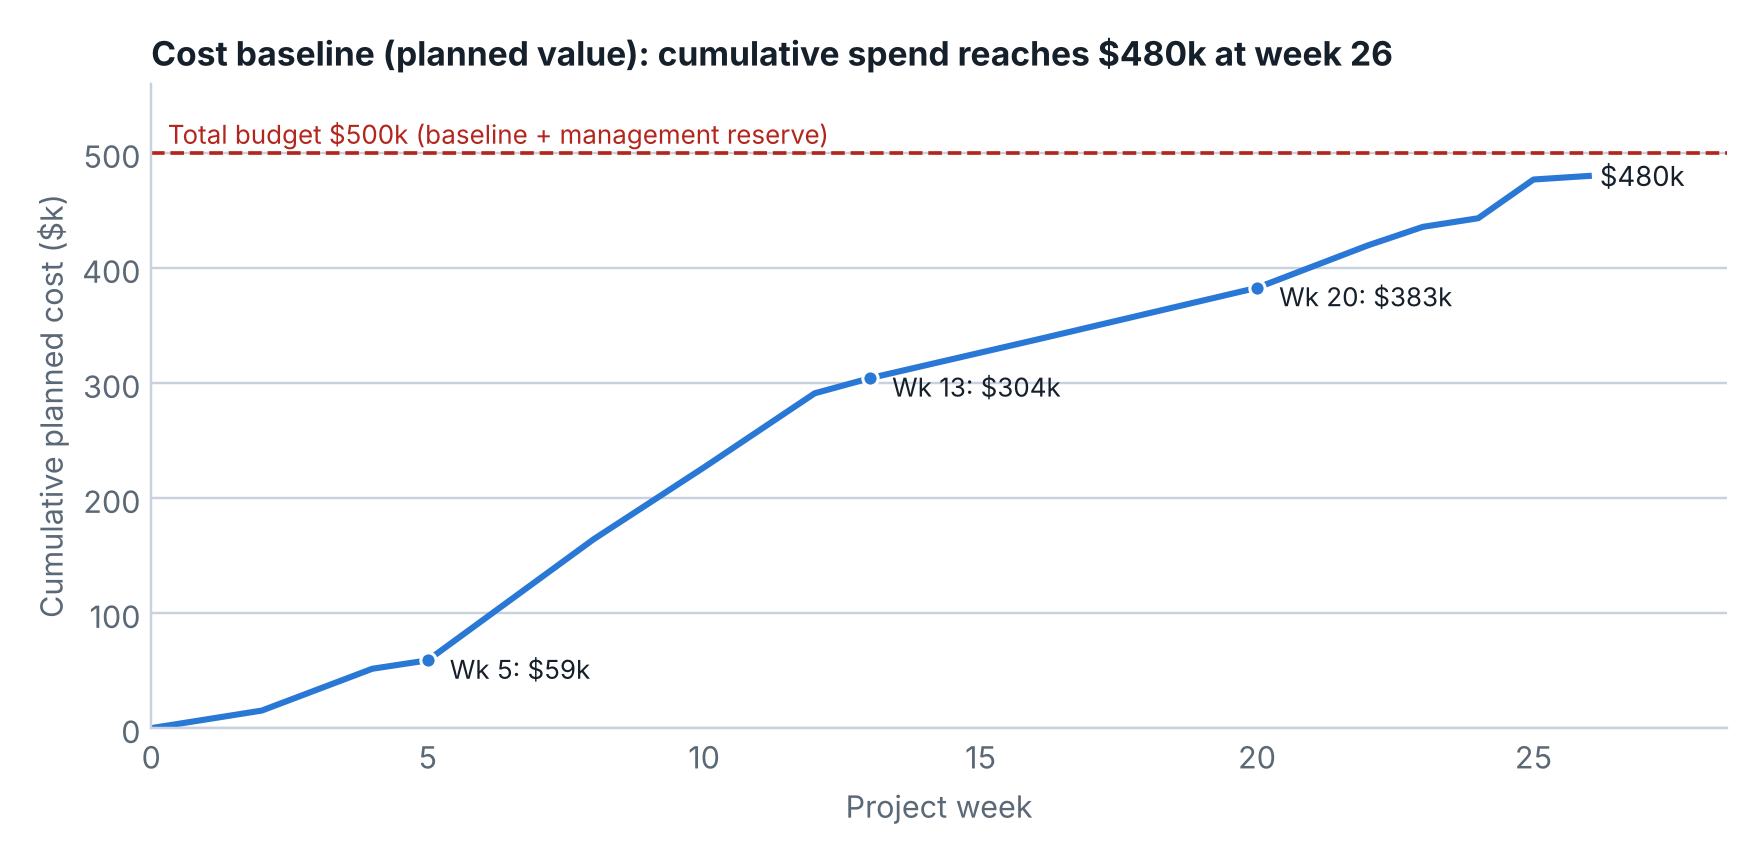 Cost baseline (planned value): cumulative spend reaches $480k at week 26
Total budget $500k (baseline + management reserve)
500
$480k
400
Wk 20: $383k
300
Wk 13: $304k
200
100
Wk 5: $59k
0
Cumulative planned cost ($k)
0 5 10 15 20 25
Project week